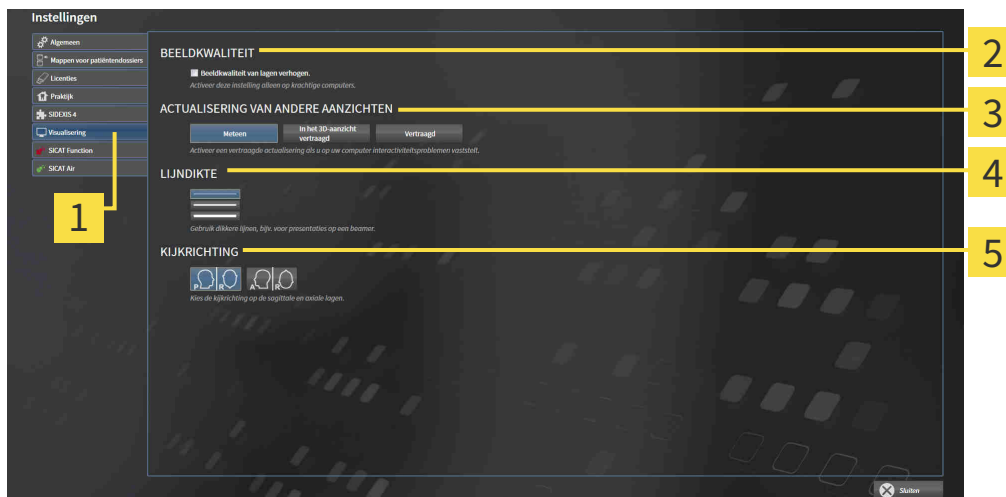 Instellingen
Algemeen
Mappen voor patiëntendossiers
Licenties
Praktijk
SIDEXIS 4
Visualisering
SICAT Function
SICAT Air
1
BEELDKWALITEIT
2
Beeldkwaliteit van lagen verhogen.
Activeer deze instelling alleen op krachtige computers.
ACTUALISERING VAN ANDERE AANZICHTEN
3
Meteen
In het 3D-aanzicht
vertraagd
Vertraagd
Activeer een vertraagde actualisering als u op uw computer interactiviteitsproblemen vaststelt.
LIJNDIKTE
4
Gebruik dikkere lijnen, bijv. voor presentaties op een beamer.
KIJKRICHTING
5
P R
A R
Kies de kijkrichting op de sagittale en axiale lagen.
Sluiten